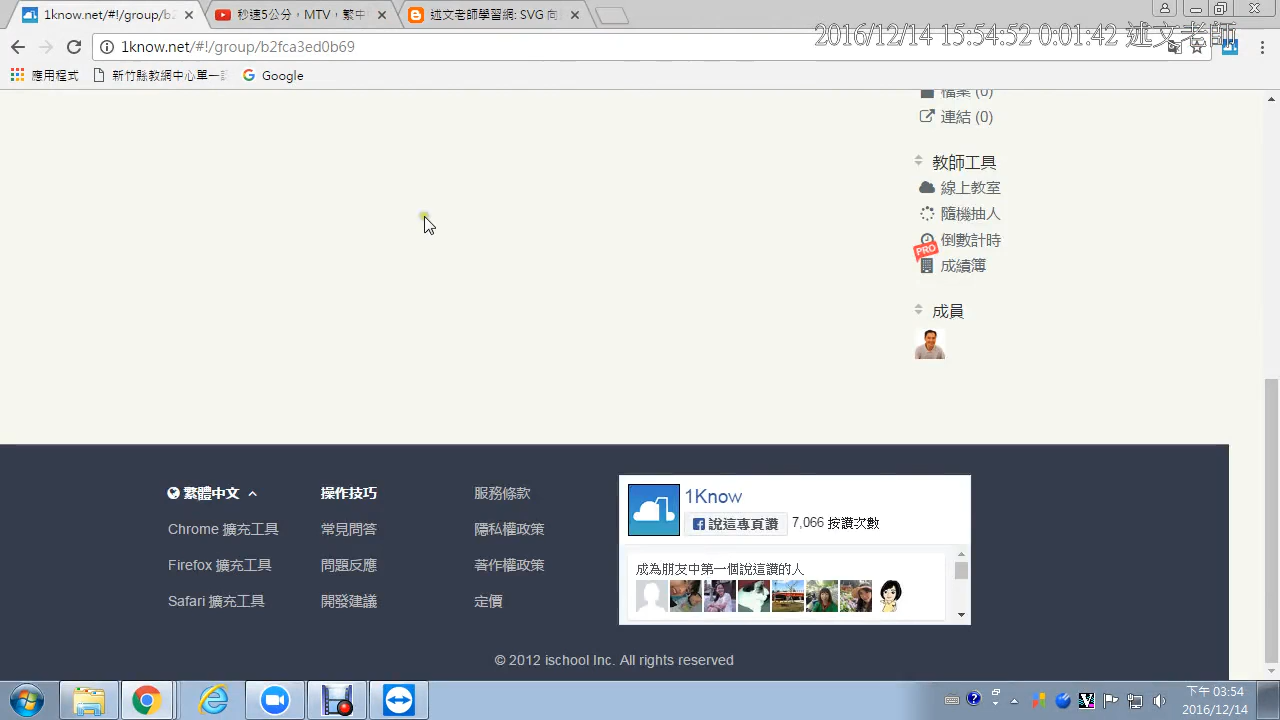 1know.net/#!/group/b2
秒速5公分，MTV，繁中
述文老師學習網: SVG 向
2016/12/14 15:54:52 0:01:42 述文老師
1know.net/#!/group/b2fca3ed0b69
應用程式
新竹縣教網中心單一
Google
檔案 (0)
連結 (0)
教師工具
線上教室
隨機抽人
倒數計時
PRO
成績簿
成員
繁體中文
操作技巧
服務條款
Chrome 擴充工具
常見問答
隱私權政策
Firefox 擴充工具
問題反應
著作權政策
Safari 擴充工具
開發建議
定價
1Know
說這專頁讚
7,066 按讚次數
成為朋友中第一個說這讚的人
© 2012 ischool Inc. All rights reserved
下午 03:54
2016/12/14